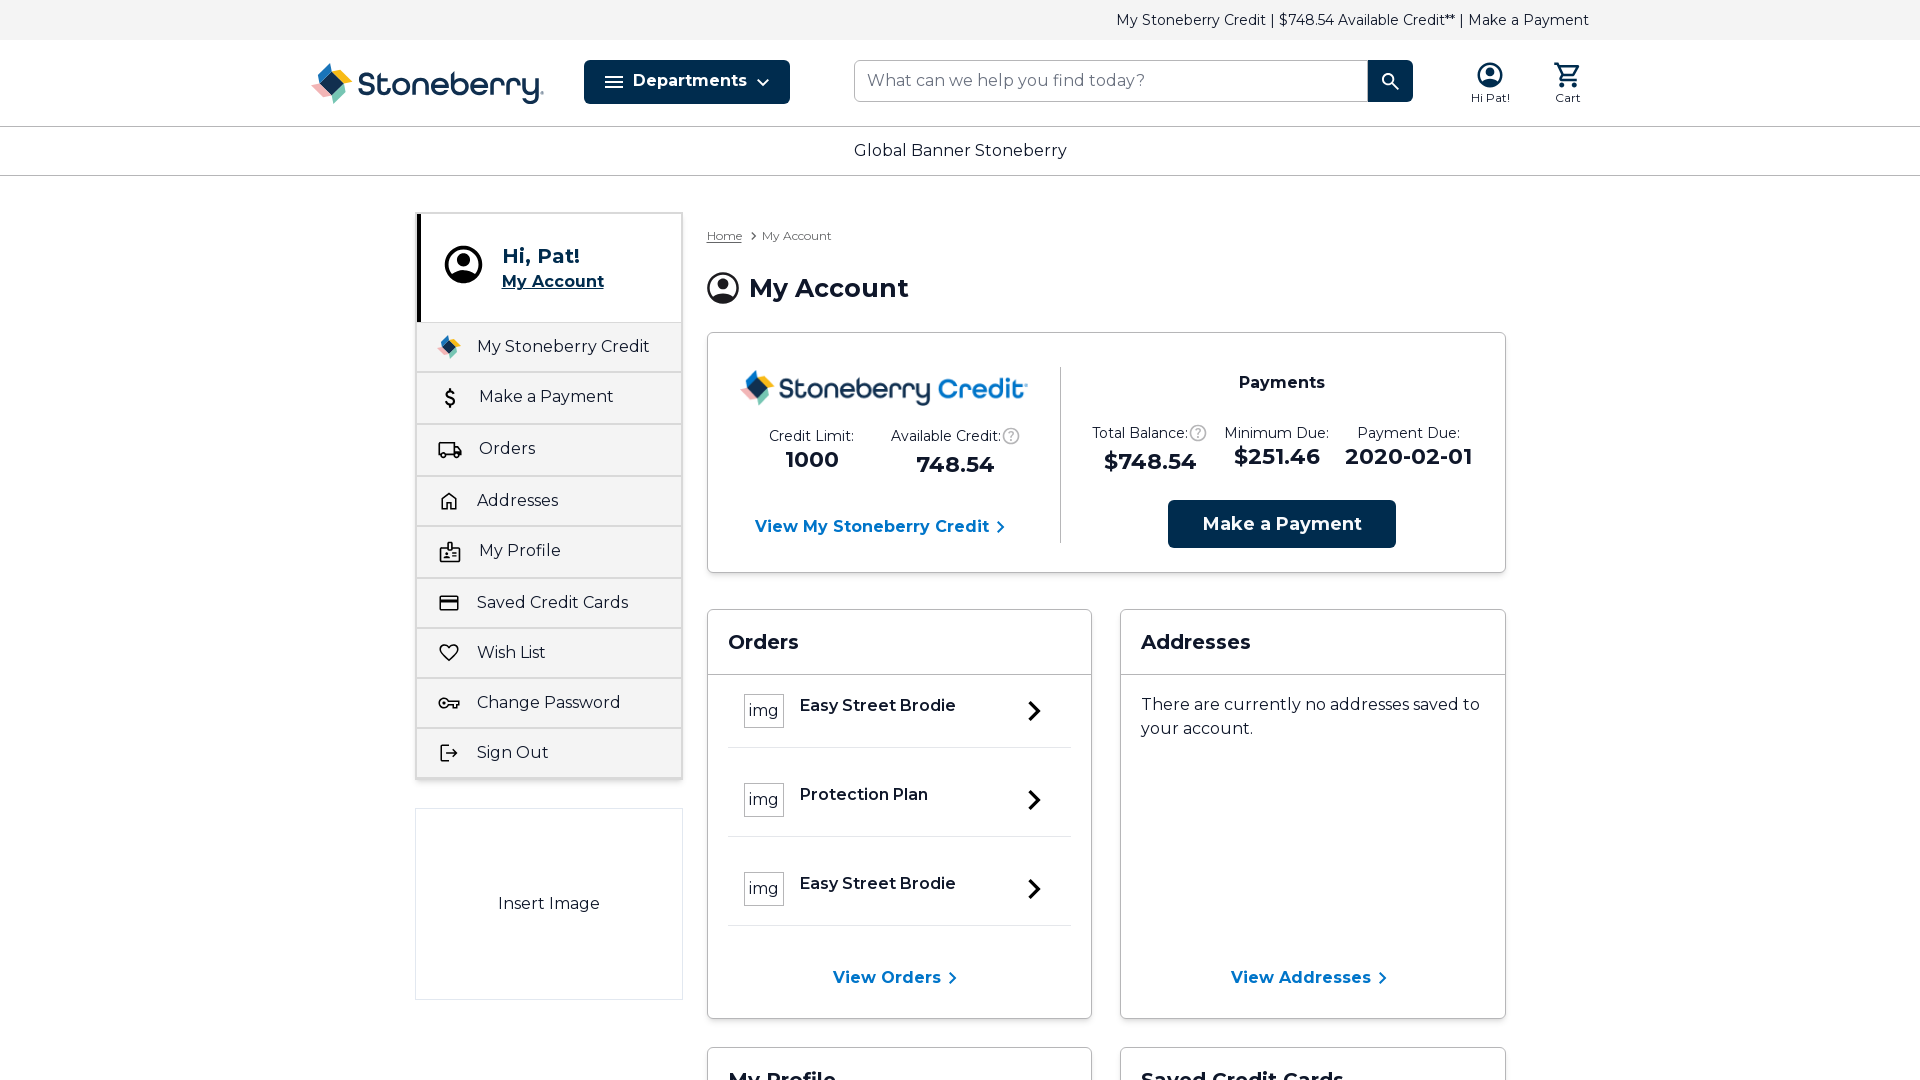 My Stoneberry Credit | $748.54 Available Credit** | Make a Payment
Stoneberry
Departments
What can we help you find today?
Hi Pat!
Cart
Global Banner Stoneberry
Hi, Pat!
My Account
My Stoneberry Credit
Make a Payment
Orders
Addresses
My Profile
Saved Credit Cards
Wish List
Change Password
Sign Out
Insert Image
Home > My Account
My Account
Stoneberry Credit
Credit Limit:
1000
Available Credit:
748.54
View My Stoneberry Credit
Payments
Total Balance:
$748.54
Minimum Due:
$251.46
Payment Due:
2020-02-01
Make a Payment
Orders
img Easy Street Brodie
img Protection Plan
img Easy Street Brodie
View Orders
Addresses
There are currently no addresses saved to
your account.
View Addresses
My Profile
Saved Credit Cards